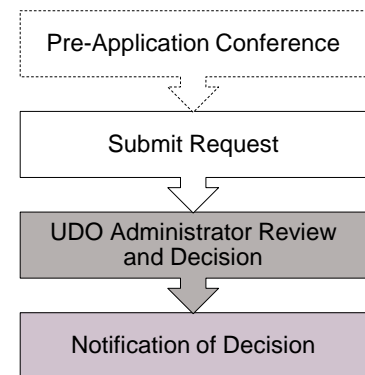 Pre-Application Conference
Submit Request
UDO Administrator Review
and Decision
Notification of Decision